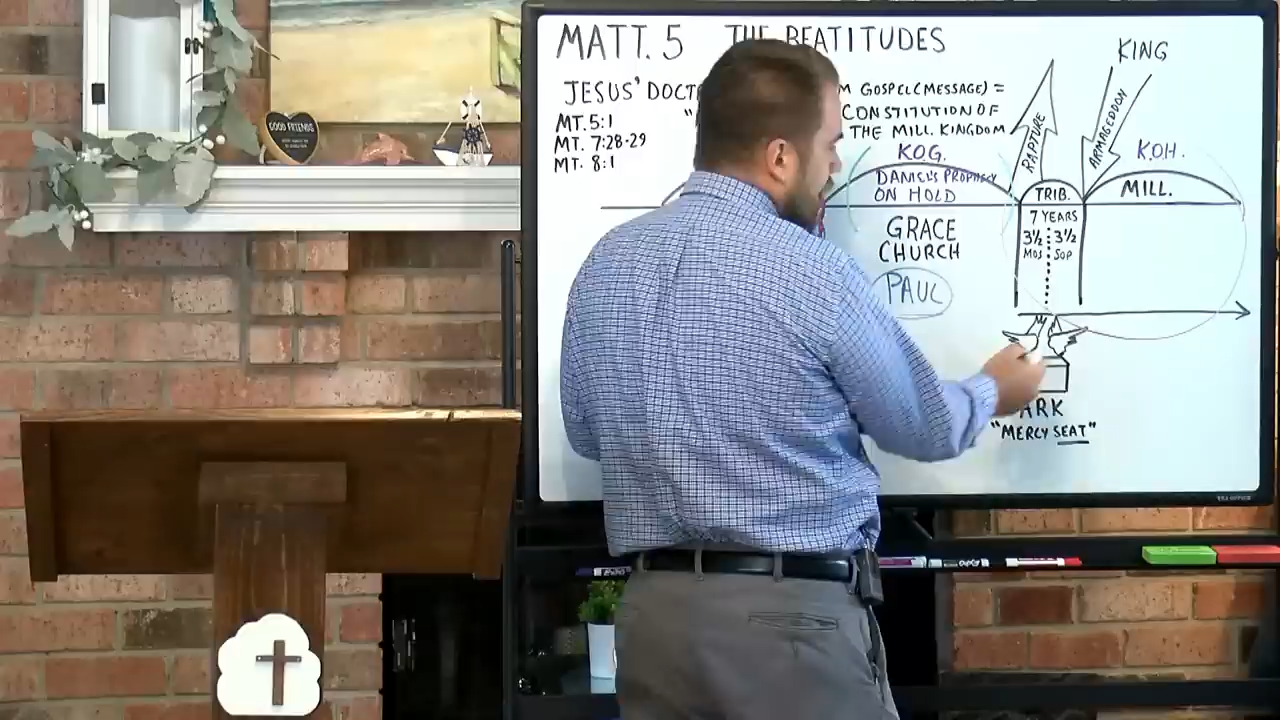 MATT. 5 THE BEATITUDES
JESUS' DOCT
M GOSPEL (MESSAGE) =
"
CONSTITUTION OF
THE MILL. KINGDOM
MT. 5:1
MT. 7:28-29
MT. 8:1
KING
RAPTURE
ARMAGEDDON
K.O.G.
DANIEL'S PROPHECY
ON HOLD
K.O.H.
TRIB.
MILL.
7 YEARS
3½ 3½
MOS SOP
GRACE
CHURCH
PAUL
ARK
"MERCY SEAT"
GOOD FRIENDS
EXPO